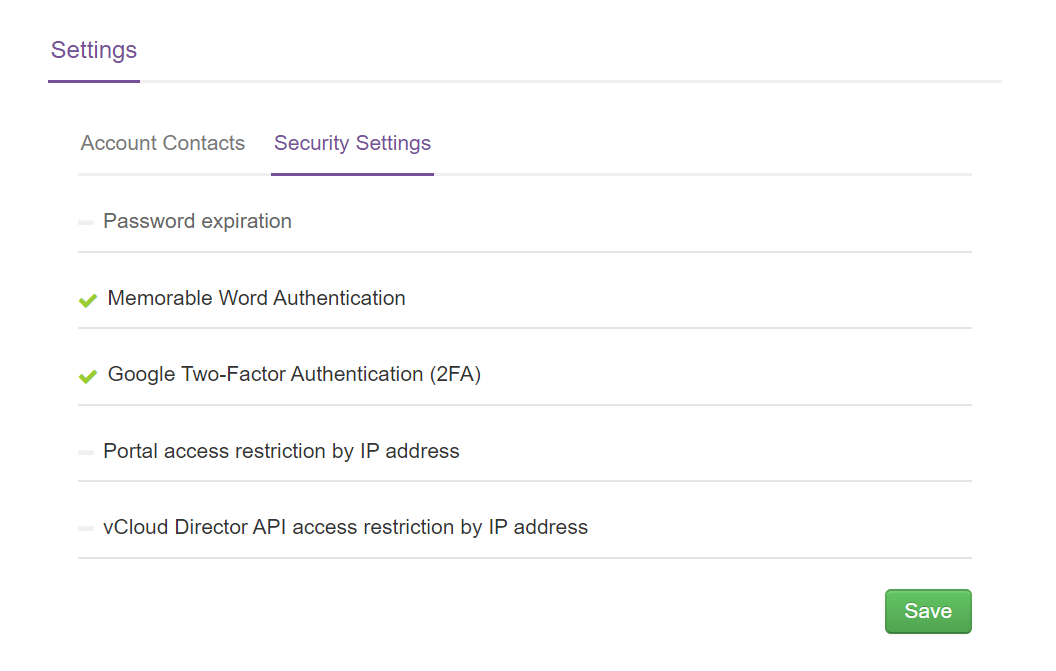 Settings
Account Contacts Security Settings
Password expiration
Memorable Word Authentication
Google Two-Factor Authentication (2FA)
Portal access restriction by IP address
vCloud Director API access restriction by IP address
Save